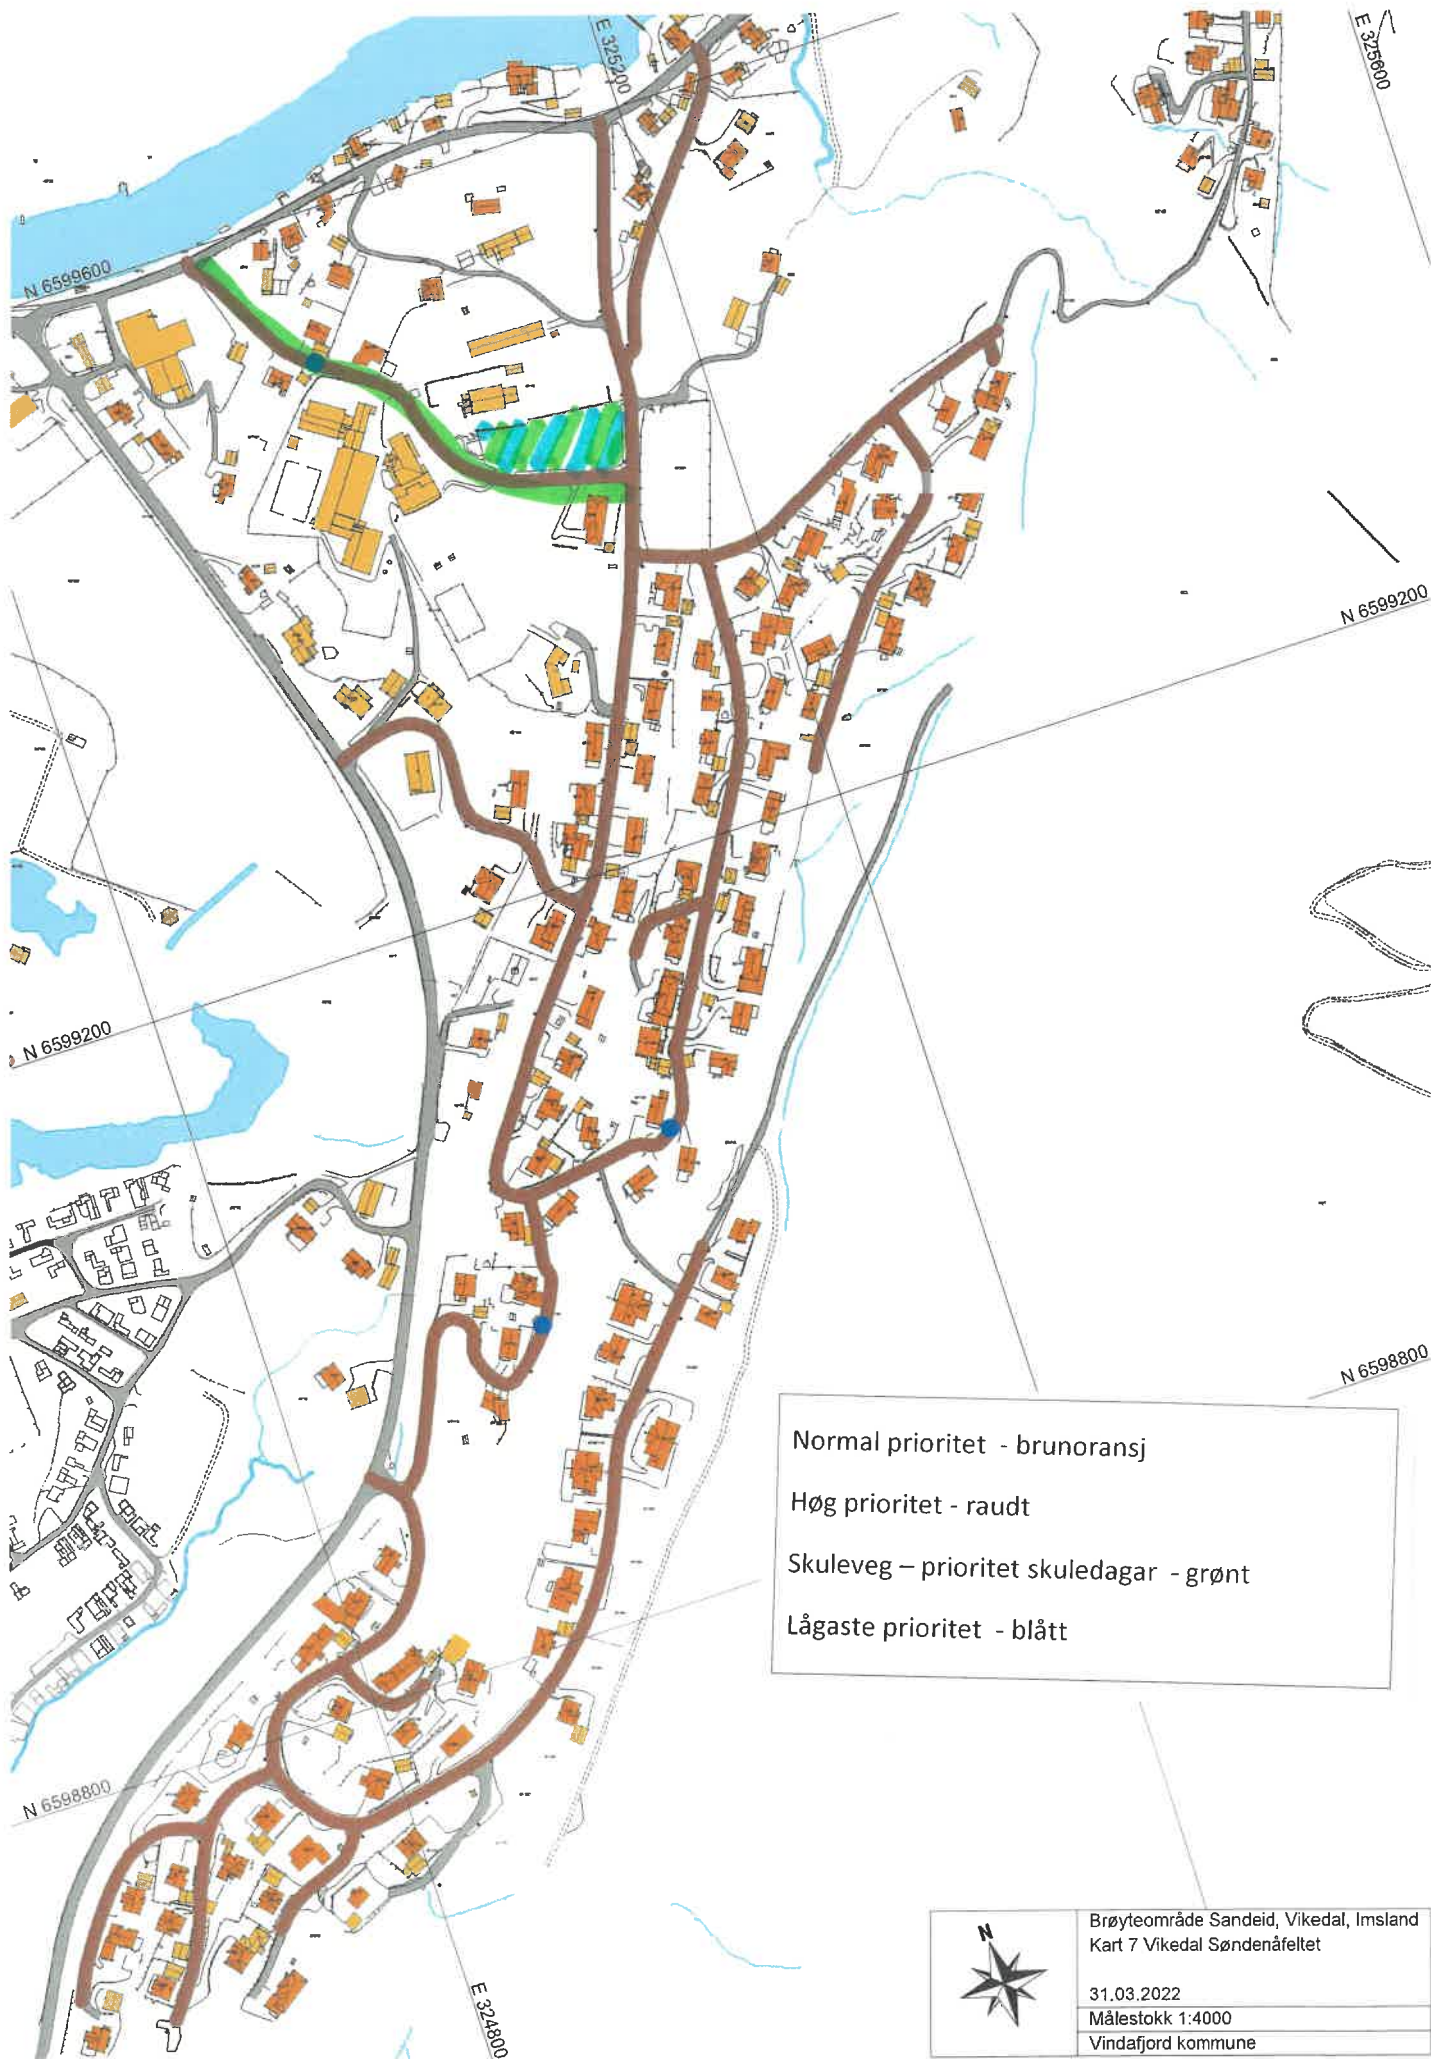 E 325200
E 325600
N 6599600
N 6599200
N 6599200
N 6598800
Normal prioritet - brunoransj
Høg prioritet - raudt
Skuleveg – prioritet skuledagar - grønt
Lågaste prioritet - blått
N 6598800
E 324800
N
Brøyteområde Sandeid, Vikedal, Imsland
Kart 7 Vikedal Søndenåfeltet
31.03.2022
Målestokk 1:4000
Vindafjord kommune